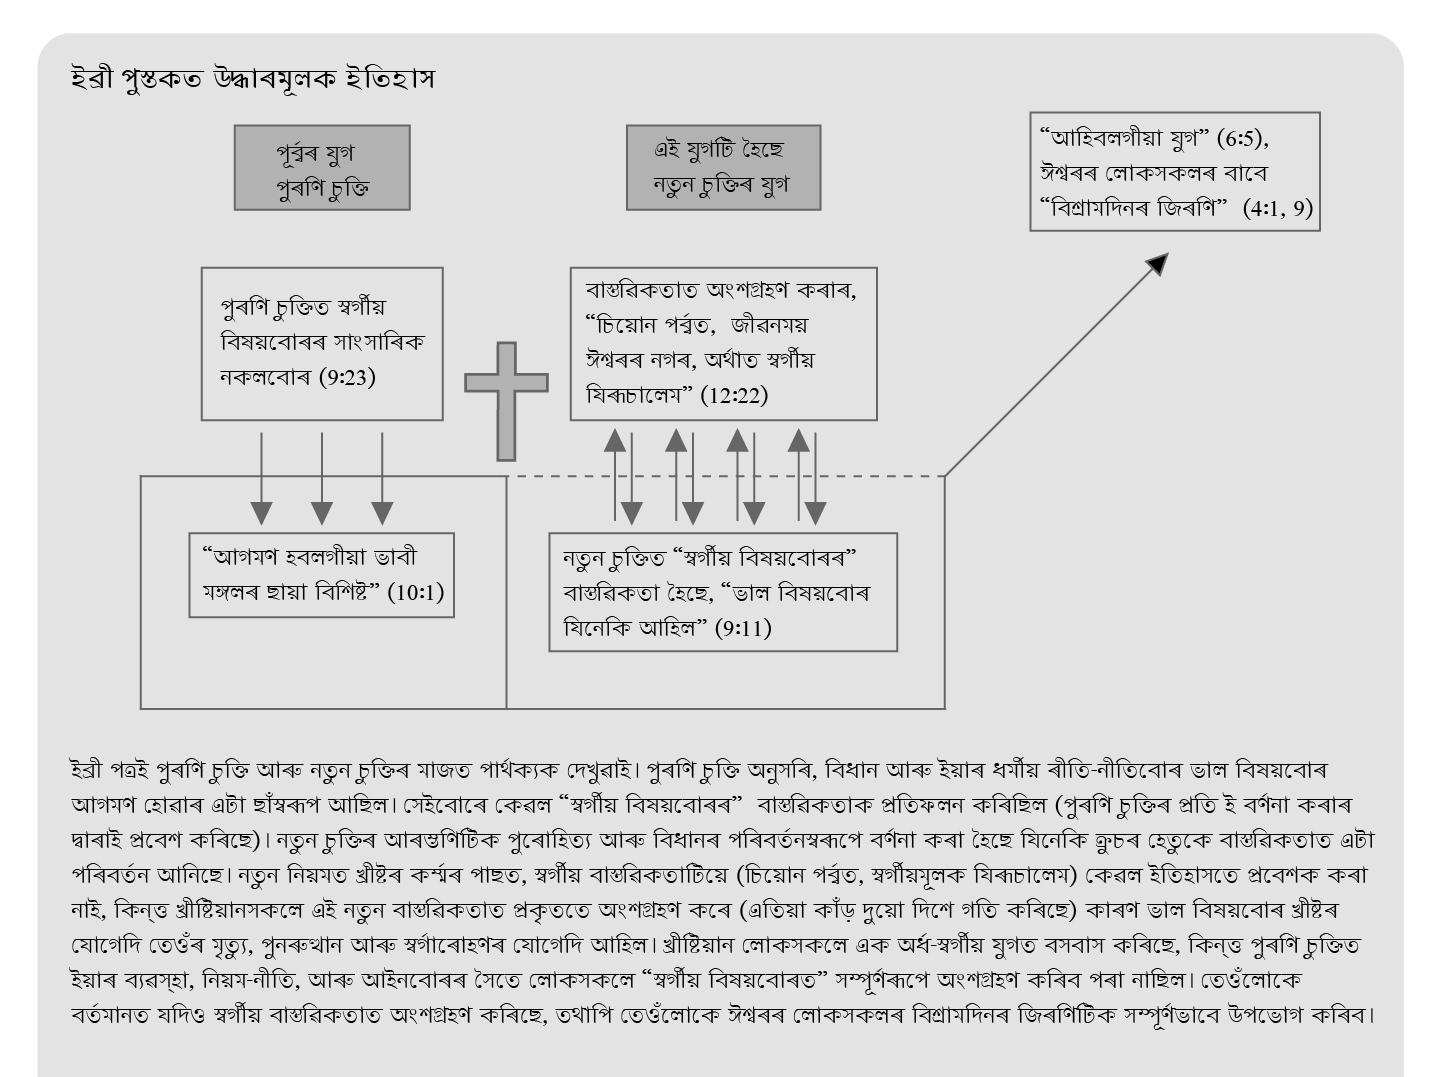 ইব্ৰী পুস্তকত উদ্ধাৰমূলক ইতিহাস
পূৰ্ব্বৰ যুগ
পুৰণি চুক্তি
এই যুগটি হৈছে
নতুন চুক্তিৰ যুগ
“আহিবলগীয়া যুগ” (6:5),
ঈশ্বৰৰ লোকসকলৰ বাবে
“বিশ্ৰামদিনৰ জিৰণি” (4:1, 9)
পুৰণি চুক্তিত স্বৰ্গীয়
বিষয়বোৰৰ সাংসাৰিক
নকলবোৰ (9:23)
বাস্তৱিকতাত অংশগ্ৰহণ কৰাৰ,
“চিয়োন পৰ্ব্বত, জীৱনময়
ঈশ্বৰৰ নগৰ, অৰ্থাত স্বৰ্গীয়
যিৰূচালেম” (12:22)
“আগমণ হবলগীয়া ভাবী
মঙ্গলৰ ছায়া বিশিষ্ট” (10:1)
নতুন চুক্তিত “স্বৰ্গীয় বিষয়বোৰৰ”
বাস্তৱিকতা হৈছে, “ভাল বিষয়বোৰ
যিনেকি আহিল” (9:11)
ইব্ৰী পত্ৰই পুৰণি চুক্তি আৰু নতুন চুক্তিৰ মাজত পাৰ্থক্যক দেখুৱাই। পুৰণি চুক্তি অনুসৰি, বিধান আৰু ইয়াৰ ধৰ্মীয় ৰীতি-নীতিবোৰ ভাল বিষয়বোৰ
আগমণ হোৱাৰ এটা ছাঁস্বৰূপ আছিল। সেইবোৰে কেৱল “স্বৰ্গীয় বিষয়বোৰৰ” বাস্তৱিকতাক প্ৰতিফলন কৰিছিল (পুৰণি চুক্তিৰ প্ৰতি ই বৰ্ণনা কৰাৰ
দ্বাৰাই প্ৰবেশ কৰিছে)। নতুন চুক্তিৰ আৰম্ভণিটিক পুৰোহিত্য আৰু বিধানৰ পৰিবৰ্তনস্বৰূপে বৰ্ণনা কৰা হৈছে যিনেকি ক্ৰুচৰ হেতুকে বাস্তৱিকতাত এটা
পৰিবৰ্তন আনিছে। নতুন নিয়মত খ্ৰীষ্টৰ কৰ্ম্মৰ পাছত, স্বৰ্গীয় বাস্তৱিকতাটিয়ে (চিয়োন পৰ্ব্বত, স্বৰ্গীয়মূলক যিৰূচালেম) কেৱল ইতিহাসতে প্ৰবেশক কৰা
নাই, কিন্ত্ত খ্ৰীষ্টিয়ানসকলে এই নতুন বাস্তৱিকতাত প্ৰকৃততে অংশগ্ৰহণ কৰে (এতিয়া কাঁড় দুয়ো দিশে গতি কৰিছে) কাৰণ ভাল বিষয়বোৰ খ্ৰীষ্টৰ
যোগেদি তেওঁৰ মৃত্যু, পুনৰুত্থান আৰু স্বৰ্গাৰোহণৰ যোগেদি আহিল। খ্ৰীষ্টিয়ান লোকসকলে এক অৰ্ধ-স্বৰ্গীয় যুগত বসবাস কৰিছে, কিন্ত্ত পুৰণি চুক্তিত
ইয়াৰ ব্যৱস্হা, নিয়ম-নীতি, আৰু আইনবোৰৰ সৈতে লোকসকলে “স্বৰ্গীয় বিষয়বোৰত” সম্পূৰ্ণৰূপে অংশগ্ৰহণ কৰিব পৰা নাছিল। তেওঁলোকে
বৰ্তমানত যদিও স্বৰ্গীয় বাস্তৱিকতাত অংশগ্ৰহণ কৰিছে, তথাপি তেওঁলোকে ঈশ্বৰৰ লোকসকলৰ বিশ্ৰামদিনৰ জিৰণিটিক সম্পূৰ্ণভাবে উপভোগ কৰিব।